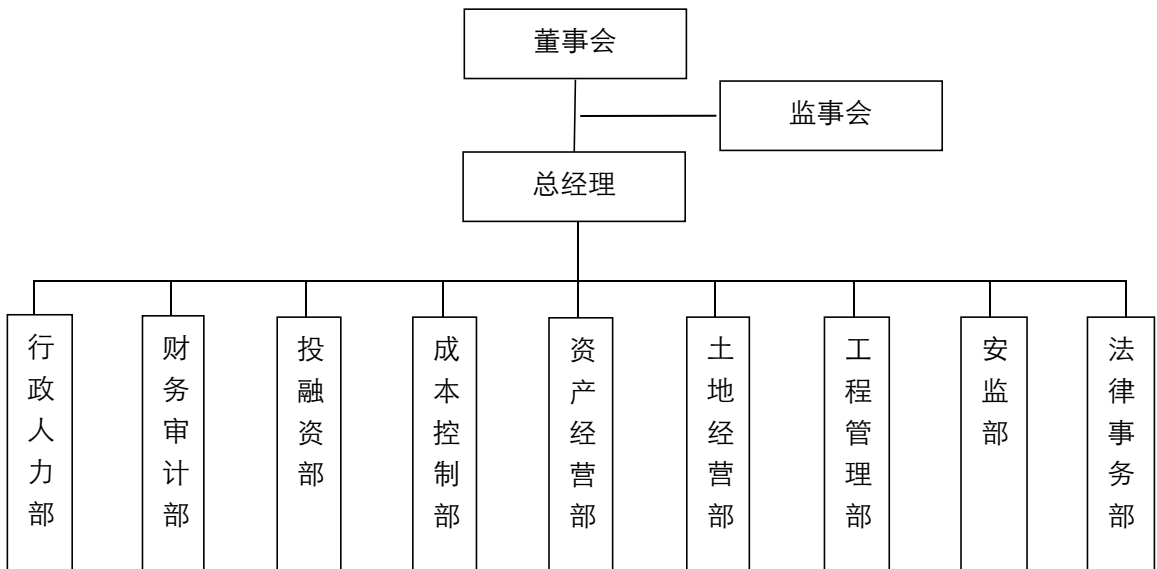 董事会
监事会
总经理
行政人力部
财务审计部
投融资部
成本控制部
资产经营部
土地经营部
工程管理部
安监部
法律事务部